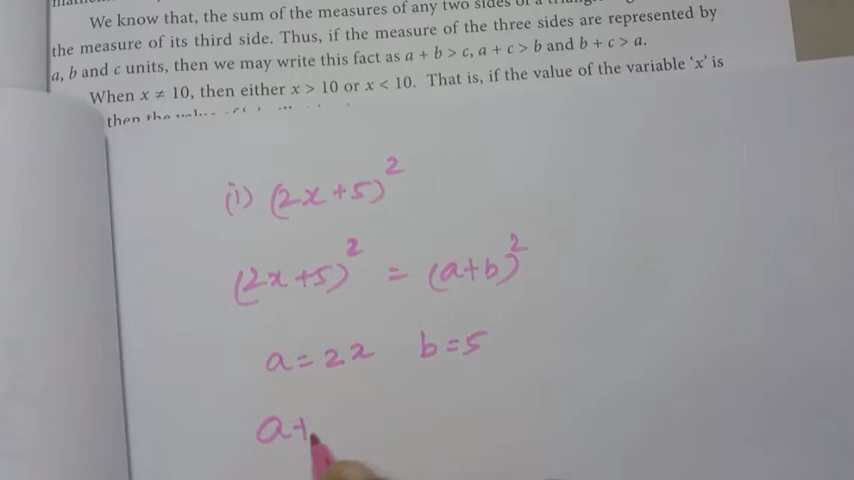 We know that, the sum of the measures of any two sides of a
the measure of its third side. Thus, if the measure of the three sides are represented by
a, b and c units, then we may write this fact as a + b > c, a + c > b and b + c > a.
When x ≠ 10, then either x > 10 or x < 10. That is, if the value of the variable ‘x’ is
then the
(i) (2x+5)²
(2x+5)² = (a+b)²
a=2x b=5
a+